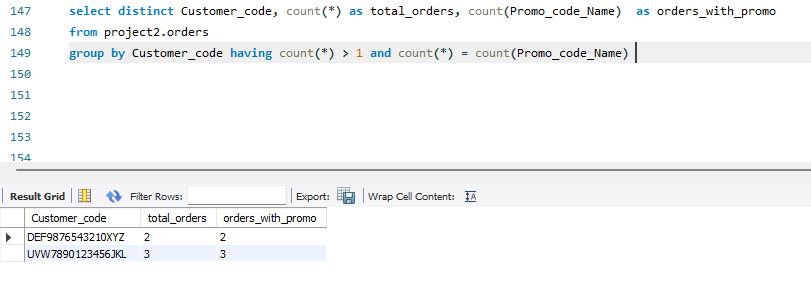 147 select distinct Customer_code, count(*) as total_orders, count(Promo_code_Name)  as orders_with_promo
148 from project2.orders
149 group by Customer_code having count(*) > 1 and count(*) = count(Promo_code_Name)
150
151
152
153
154
Result Grid Filter Rows: Export: Wrap Cell Content: IA
Customer_code total_orders orders_with_promo
DEF9876543210XYZ 2 2
UVW7890123456JKL 3 3